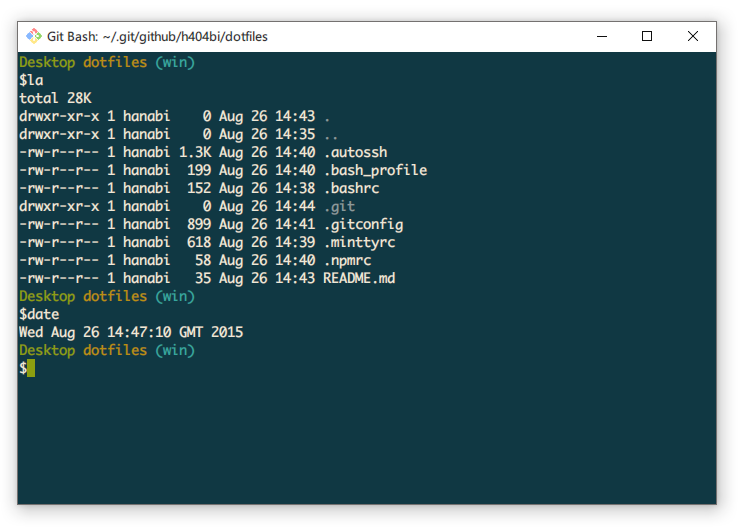 Git Bash: ~/.git/github/h404bi/dotfiles
Desktop dotfiles (win)
$la
total 28K
drwxr-xr-x 1 hanabi    0 Aug 26 14:43 .
drwxr-xr-x 1 hanabi    0 Aug 26 14:35 ..
-rw-r--r-- 1 hanabi 1.3K Aug 26 14:40 .autossh
-rw-r--r-- 1 hanabi  199 Aug 26 14:40 .bash_profile
-rw-r--r-- 1 hanabi  152 Aug 26 14:38 .bashrc
drwxr-xr-x 1 hanabi    0 Aug 26 14:44 .git
-rw-r--r-- 1 hanabi  899 Aug 26 14:41 .gitconfig
-rw-r--r-- 1 hanabi  618 Aug 26 14:39 .minttyrc
-rw-r--r-- 1 hanabi   58 Aug 26 14:40 .npmrc
-rw-r--r-- 1 hanabi   35 Aug 26 14:43 README.md
Desktop dotfiles (win)
$date
Wed Aug 26 14:47:10 GMT 2015
Desktop dotfiles (win)
$